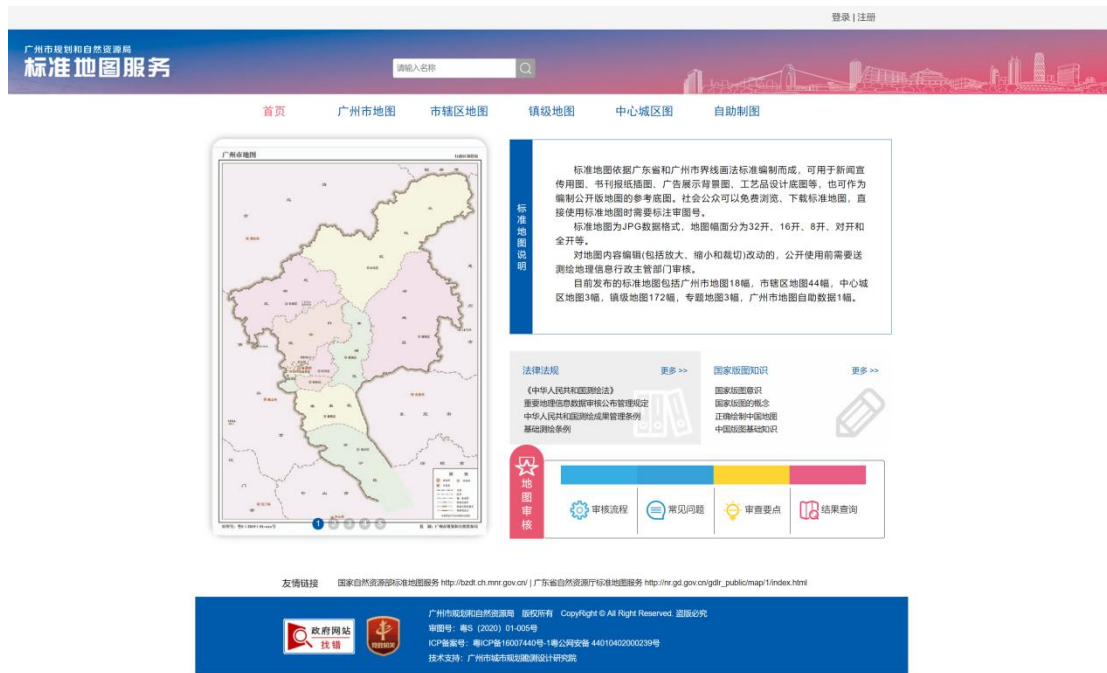 登录 | 注册
广州市规划和自然资源局
标准地图服务
请输入名称
首页 广州市地图 市辖区地图 镇级地图 中心城区图 自助制图
广州市地图
标准地图说明
标准地图依据广东省和广州市界线画法标准编制而成，可用于新闻宣
传用图、书刊报纸插图、广告展示背景图、工艺品设计底图等，也可作为
编制公开版地图的参考底图。社会公众可以免费浏览、下载标准地图，直
接使用标准地图时需要标注审图号。
标准地图为JPG数据格式，地图幅面分为32开、16开、8开、对开和
全开等。
对地图内容编辑(包括放大、缩小和裁切)改动的，公开使用前需要送
测绘地理信息行政主管部门审核。
目前发布的标准地图包括广州市地图18幅，市辖区地图44幅，中心城
区地图3幅，镇级地图172幅，专题地图3幅，广州市地图自助数据1幅。
1 2 3 4 5
法律法规 更多 >>
《中华人民共和国测绘法》
重要地理信息数据审核公布管理规定
中华人民共和国测绘成果管理条例
基础测绘条例
国家版图知识 更多 >>
国家版图意识
国家版图的概念
正确绘制中国地图
中国版图基础知识
地图审核
审核流程 常见问题 审查要点 结果查询
友情链接 国家自然资源部标准地图服务 http://bzdt.ch.mnr.gov.cn/ | 广东省自然资源厅标准地图服务 http://nr.gd.gov.cn/gdlr_public/map/1/index.html
政府网站
找错
党政机关
广州市规划和自然资源局 版权所有 CopyRight © All Right Reserved. 盗版必究
审图号：粤S (2020) 01-005号
ICP备案号：粤ICP备16007440号-1粤公网安备 44010402000239号
技术支持：广州市城市规划勘测设计研究院